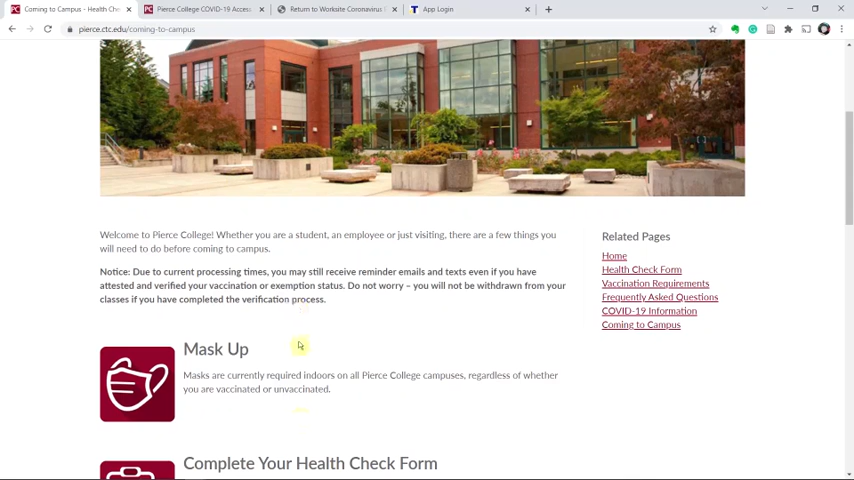 Coming to Campus - Health Che
Pierce College COVID-19 Access
Return to Worksite Coronavirus
App Login
pierce.ctc.edu/coming-to-campus
Welcome to Pierce College! Whether you are a student, an employee or just visiting, there are a few things you
will need to do before coming to campus.
Notice: Due to current processing times, you may still receive reminder emails and texts even if you have
attested and verified your vaccination or exemption status. Do not worry – you will not be withdrawn from your
classes if you have completed the verification process.
Mask Up
Masks are currently required indoors on all Pierce College campuses, regardless of whether
you are vaccinated or unvaccinated.
Complete Your Health Check Form
Related Pages
Home
Health Check Form
Vaccination Requirements
Frequently Asked Questions
COVID-19 Information
Coming to Campus